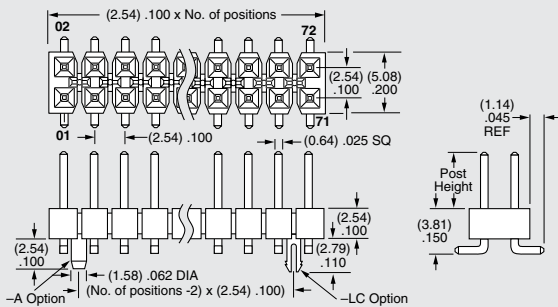 (2.54) .100 x No. of positions
02
72
(2.54)
.100
(5.08)
.200
01
(2.54) .100
71
(0.64) .025 SQ
(1.14)
.045
REF
Post
Height
(2.54)
.100
(3.81)
.150
(2.54)
.100
(2.79)
.110
(1.58) .062 DIA
–A Option
(No. of positions -2) x (2.54) .100)
–LC Option